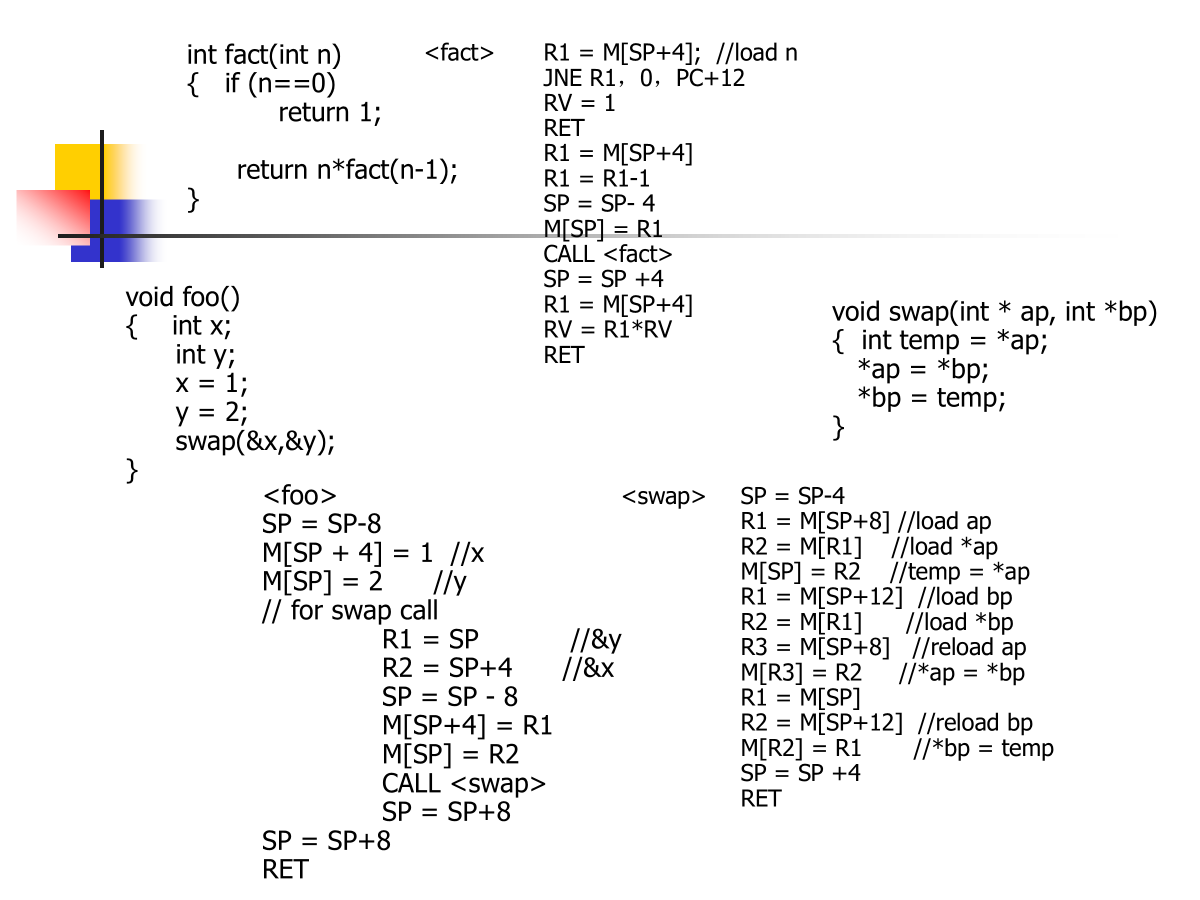 int fact(int n)
{   if (n==0)
return 1;
return n*fact(n-1);
}
<fact>
R1 = M[SP+4];  //load n
JNE R1，0，PC+12
RV = 1
RET
R1 = M[SP+4]
R1 = R1-1
SP = SP- 4
M[SP] = R1
CALL <fact>
SP = SP +4
R1 = M[SP+4]
RV = R1*RV
RET
void foo()
{    int x;
int y;
x = 1;
y = 2;
swap(&x,&y);
}
void swap(int * ap, int *bp)
{  int temp = *ap;
*ap = *bp;
*bp = temp;
}
<foo>
SP = SP-8
M[SP + 4] = 1  //x
M[SP] = 2      //y
// for swap call
R1 = SP        //&y
R2 = SP+4      //&x
SP = SP - 8
M[SP+4] = R1
M[SP] = R2
CALL <swap>
SP = SP+8
SP = SP+8
RET
<swap>
SP = SP-4
R1 = M[SP+8] //load ap
R2 = M[R1]    //load *ap
M[SP] = R2    //temp = *ap
R1 = M[SP+12]  //load bp
R2 = M[R1]      //load *bp
R3 = M[SP+8]   //reload ap
M[R3] = R2     //*ap = *bp
R1 = M[SP]
R2 = M[SP+12]  //reload bp
M[R2] = R1       //*bp = temp
SP = SP +4
RET